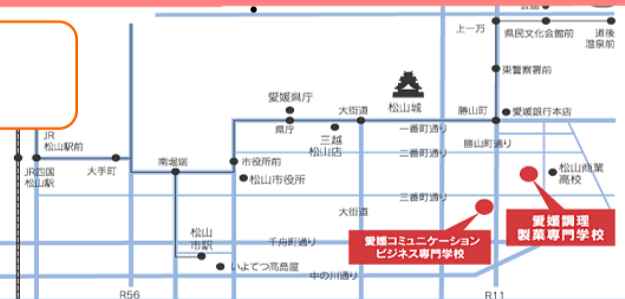 上一万
県民文化会館前
道後
温泉前
東警察署前
愛媛県庁
大街道
松山城
勝山町
愛媛銀行本店
県庁
三越
松山店
一番町通り
勝山町通り
JR
松山駅前
二番町通り
南堀端
市役所前
大手町
JR四国
松山駅
松山市役所
松山商業
高校
三番町通り
大街道
愛媛調理
製菓専門学校
松山
市駅
千舟町通り
愛媛コミュニケーション
ビジネス専門学校
いよてつ髙島屋
中の川通り
R56
R11